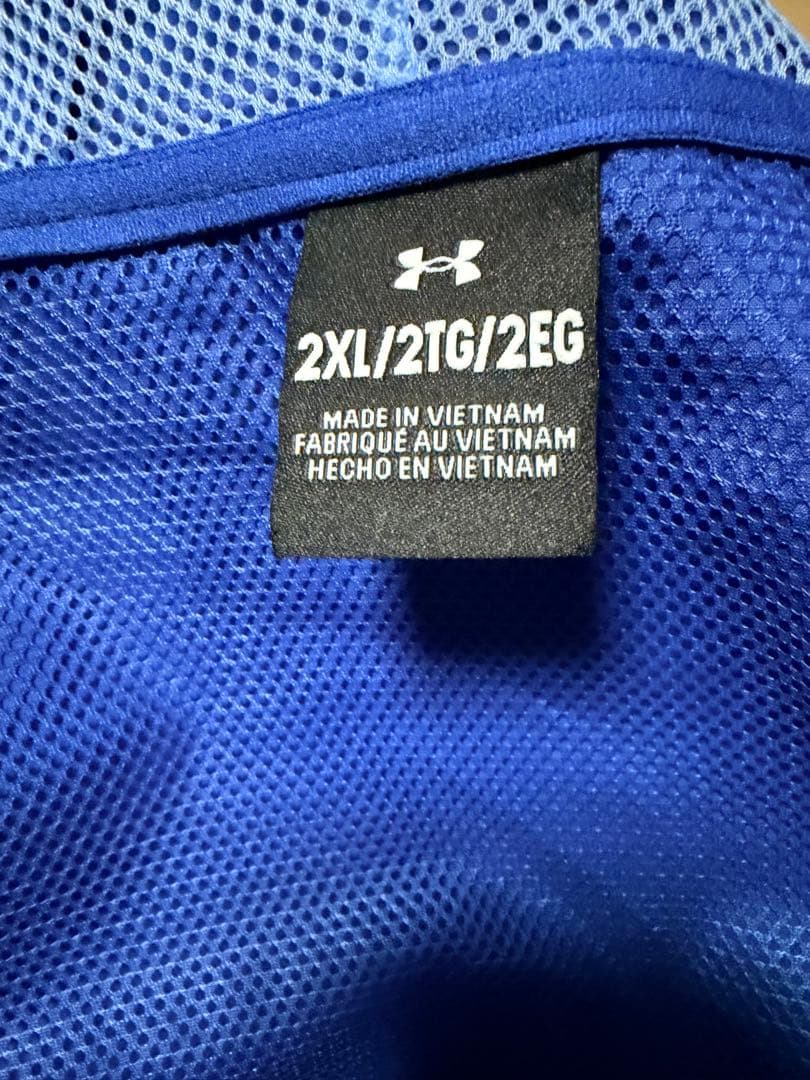 2XL/2TG/2EG
MADE IN VIETNAM
FABRIQUÉ AU VIETNAM
HECHO EN VIETNAM